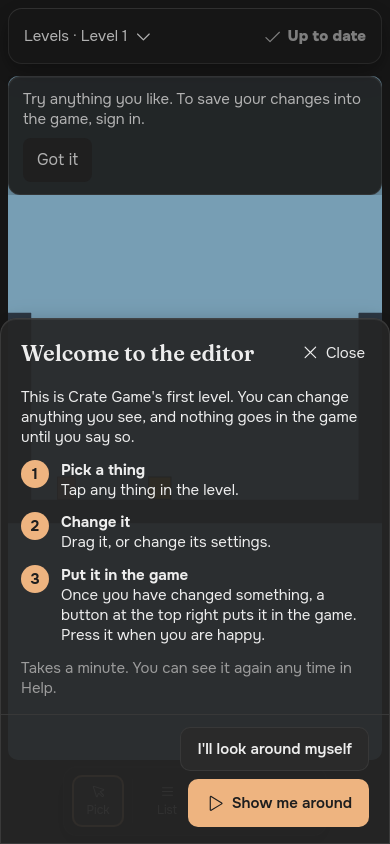 Levels · Level 1
Up to date
Try anything you like. To save your changes into
the game, sign in.
Got it
Welcome to the editor
Close
This is Crate Game's first level. You can change
anything you see, and nothing goes in the game
until you say so.
1
Pick a thing
Tap any thing in the level.
2
Change it
Drag it, or change its settings.
3
Put it in the game
Once you have changed something, a
button at the top right puts it in the game.
Press it when you are happy.
Takes a minute. You can see it again any time in
Help.
I'll look around myself
Pick
List
Show me around